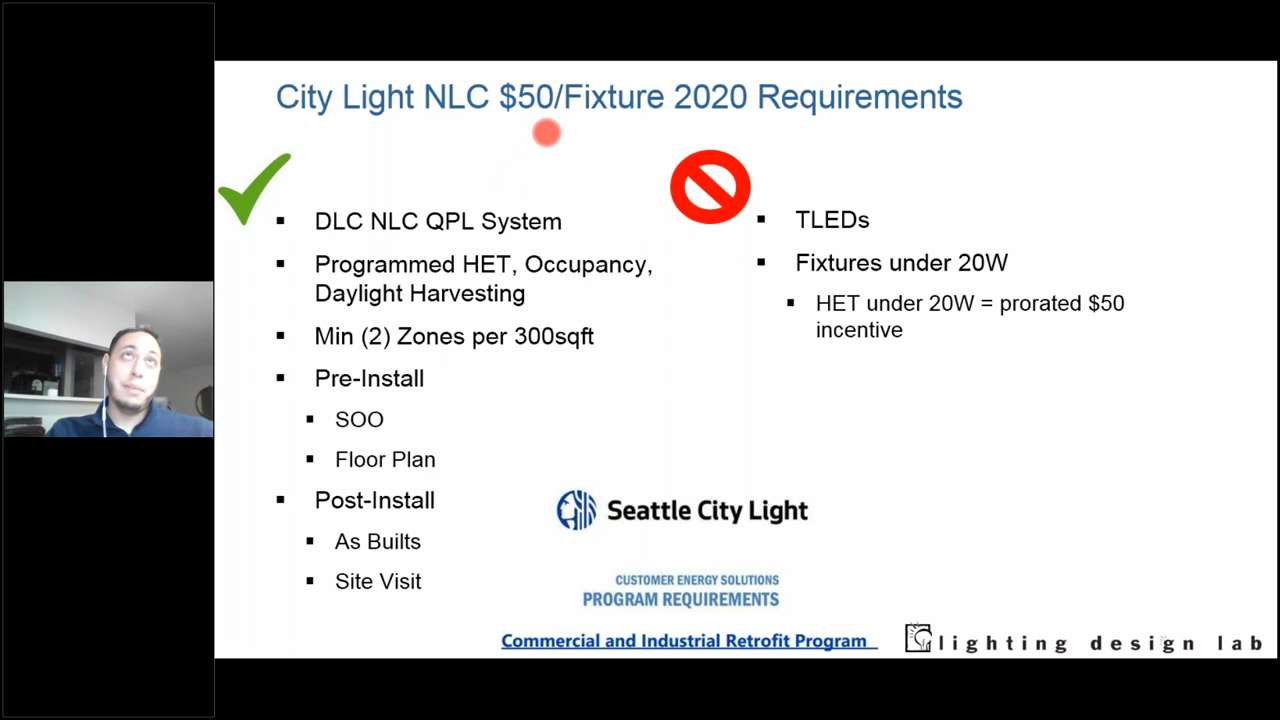 City Light NLC $50/Fixture 2020 Requirements
DLC NLC QPL System
Programmed HET, Occupancy,
Daylight Harvesting
Min (2) Zones per 300sqft
Pre-Install
SOO
Floor Plan
Post-Install
As Builts
Site Visit
TLEDs
Fixtures under 20W
HET under 20W = prorated $50
incentive
Seattle City Light
CUSTOMER ENERGY SOLUTIONS
PROGRAM REQUIREMENTS
Commercial and Industrial Retrofit Program
lighting design lab